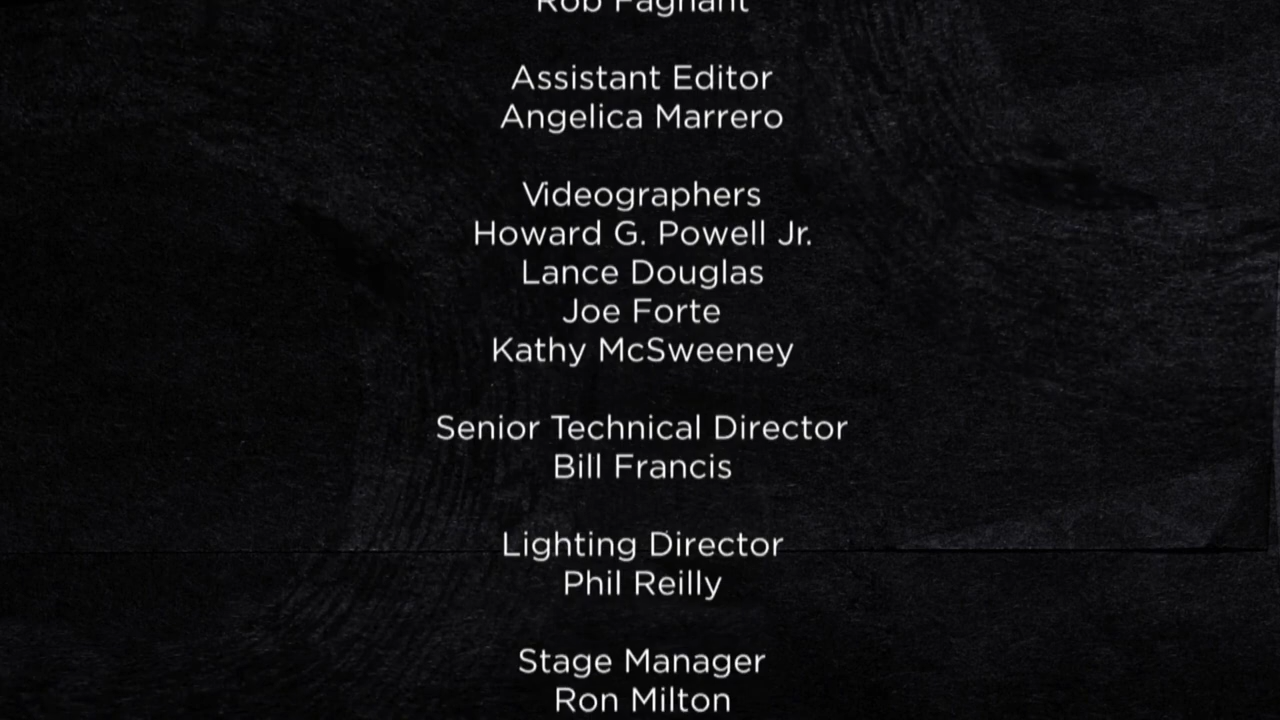 Rob Fagnant
Assistant Editor
Angelica Marrero
Videographers
Howard G. Powell Jr.
Lance Douglas
Joe Forte
Kathy McSweeney
Senior Technical Director
Bill Francis
Lighting Director
Phil Reilly
Stage Manager
Ron Milton